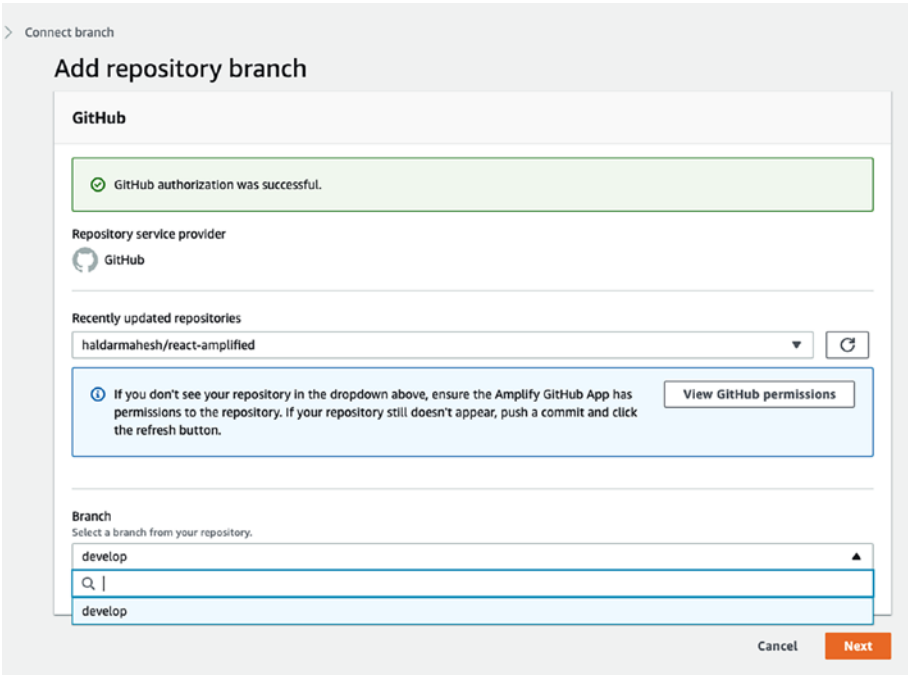 Connect branch
Add repository branch
GitHub
GitHub authorization was successful.
Repository service provider
GitHub
Recently updated repositories
haldarmahesh/react-amplified
If you don't see your repository in the dropdown above, ensure the Amplify GitHub App has
permissions to the repository. If your repository still doesn't appear, push a commit and click
the refresh button.
View GitHub permissions
Branch
Select a branch from your repository.
develop
develop
Cancel
Next